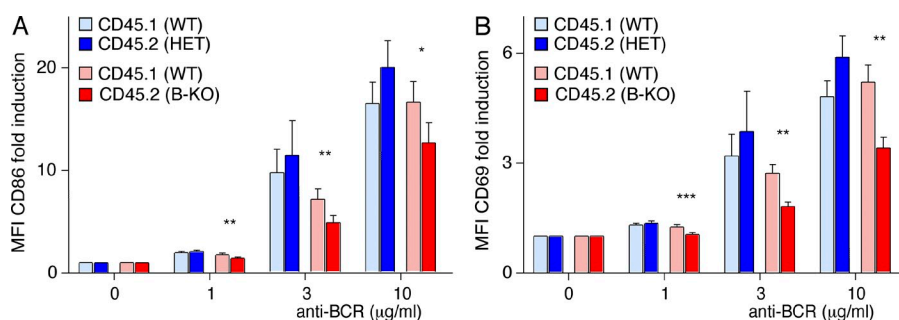 A
CD45.1 (WT)
CD45.2 (HET)
CD45.1 (WT)
CD45.2 (B-KO)
MFI CD86 fold induction
20
10
0
*
**
**
0 1 3 10
anti-BCR (μg/ml)
B
CD45.1 (WT)
CD45.2 (HET)
CD45.1 (WT)
CD45.2 (B-KO)
MFI CD69 fold induction
6
3
0
**
**
***
0 1 3 10
anti-BCR (μg/ml)